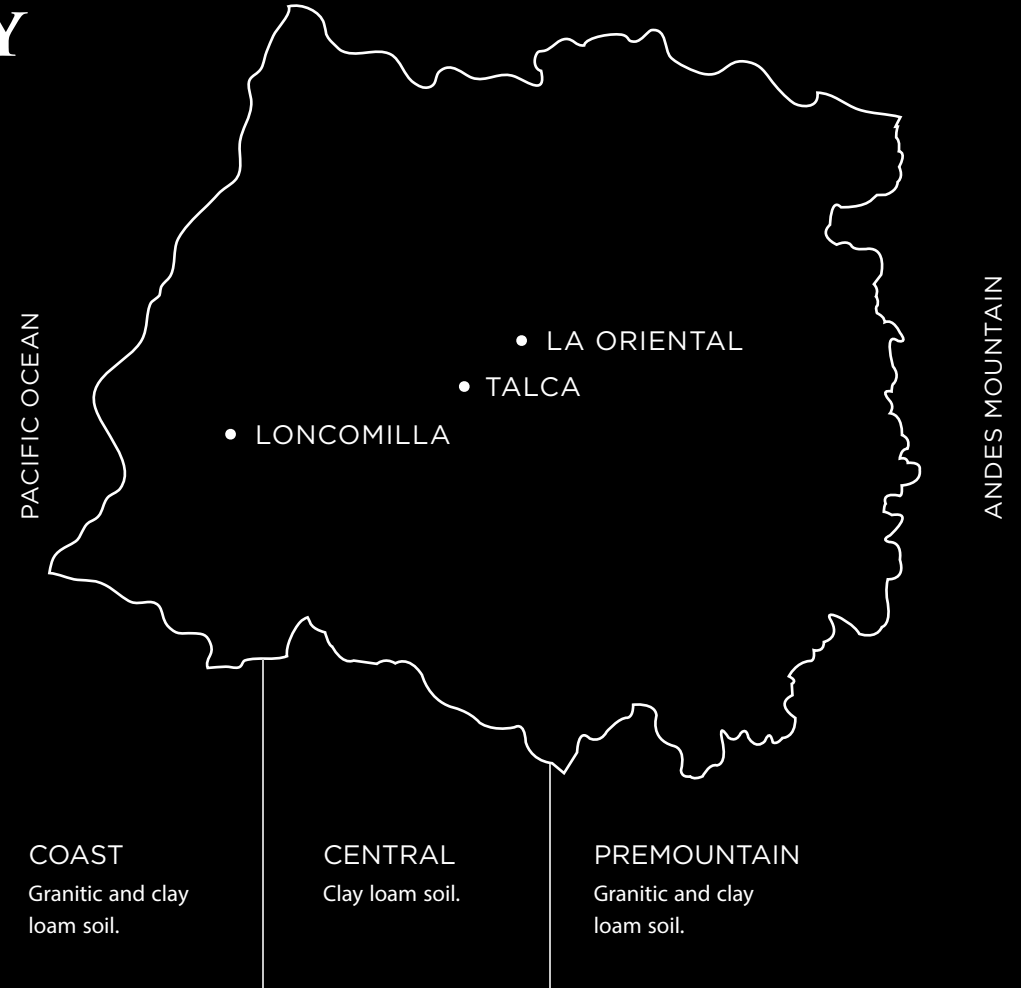 Y
PACIFIC OCEAN
LA ORIENTAL
TALCA
LONCOMILLA
ANDES MOUNTAIN
COAST
Granitic and clay
loam soil.
CENTRAL
Clay loam soil.
PREMOUNTAIN
Granitic and clay
loam soil.